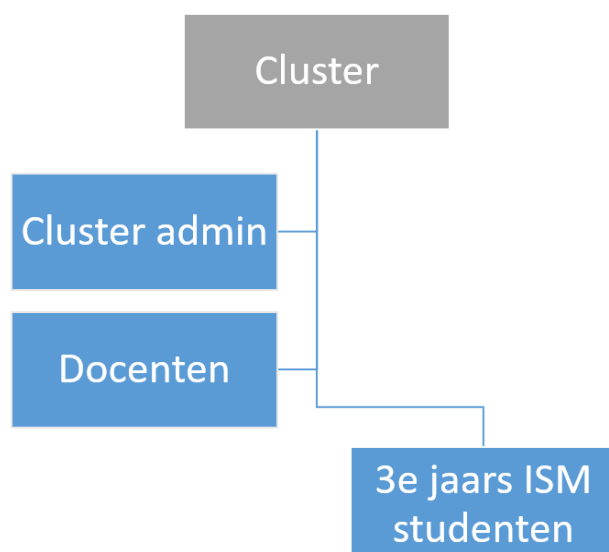 Cluster
Cluster admin
Docenten
3e jaars ISM
studenten